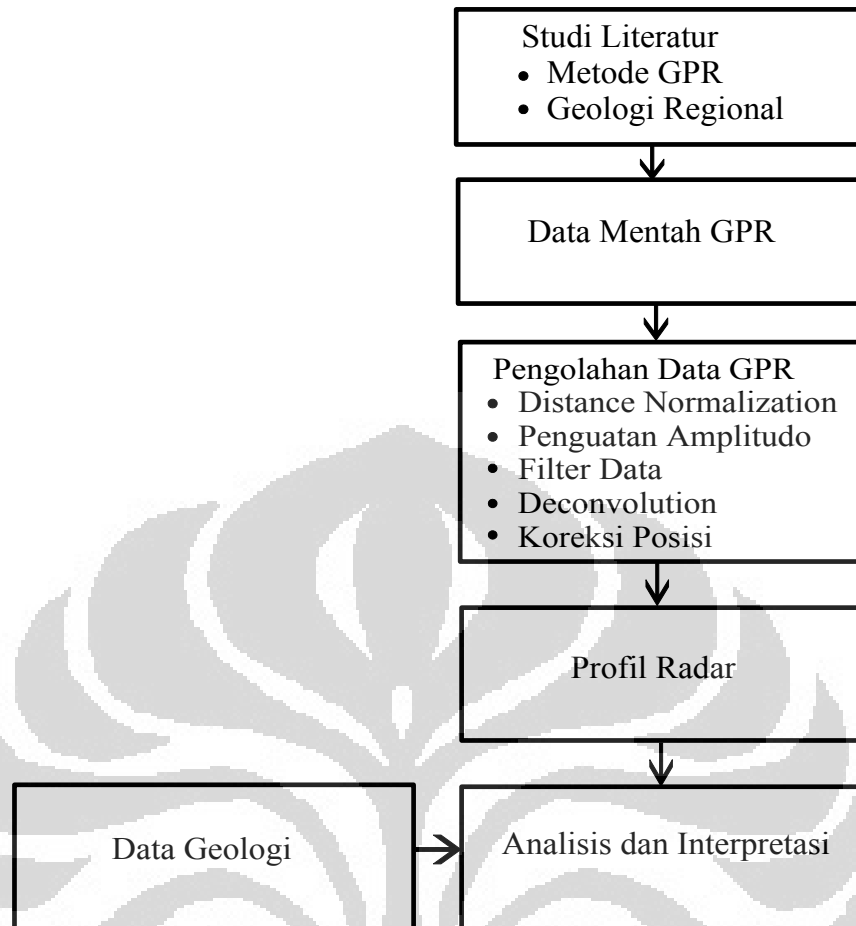 Studi Literatur
• Metode GPR
• Geologi Regional
Data Mentah GPR
Pengolahan Data GPR
• Distance Normalization
• Penguatan Amplitudo
• Filter Data
• Deconvolution
• Koreksi Posisi
Profil Radar
Data Geologi
Analisis dan Interpretasi